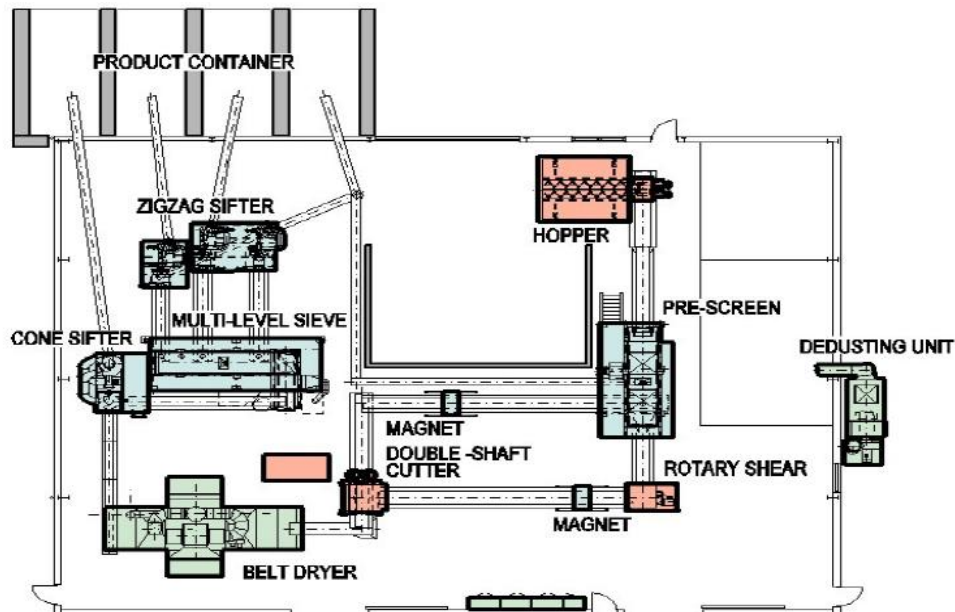 PRODUCT CONTAINER
ZIGZAG SIFTER
HOPPER
PRE-SCREEN
MULTI-LEVEL SIEVE
CONE SIFTER
DEDUSTING UNIT
MAGNET
DOUBLE -SHAFT
CUTTER
ROTARY SHEAR
MAGNET
BELT DRYER